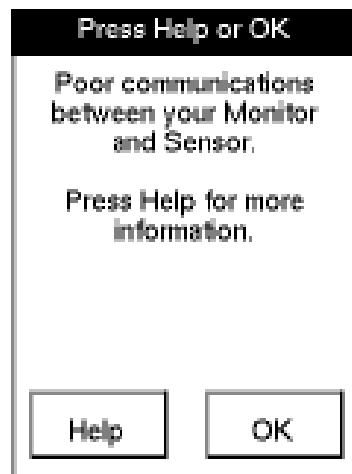 Press Help or OK
Poor communications
between your Monitor
and Sensor.
Press Help for more
information.
Help
OK